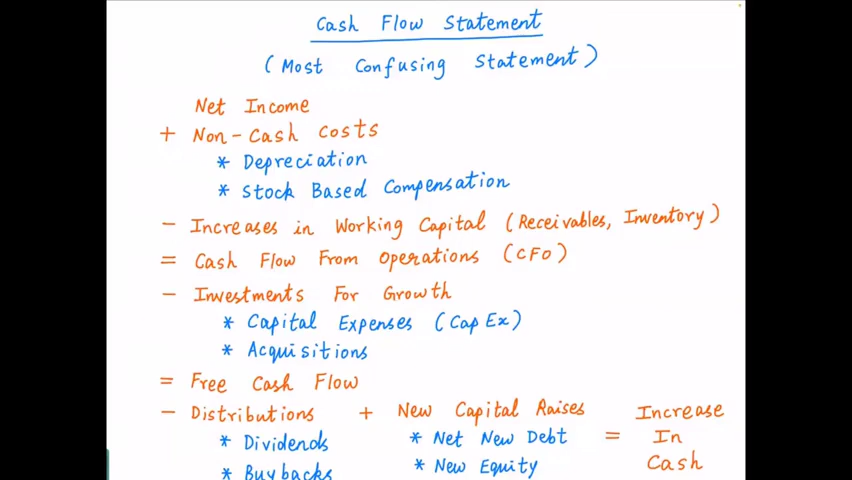 Cash Flow Statement
(Most Confusing Statement)
Net Income
+ Non-Cash Costs
* Depreciation
* Stock Based Compensation
- Increases in Working Capital (Receivables, Inventory)
= Cash Flow From Operations (CFO)
- Investments For Growth
* Capital Expenses (CapEx)
* Acquisitions
= Free Cash Flow
- Distributions + New Capital Raises
* Dividends
* Buybacks
* Net New Debt
* New Equity
= Increase
In
Cash